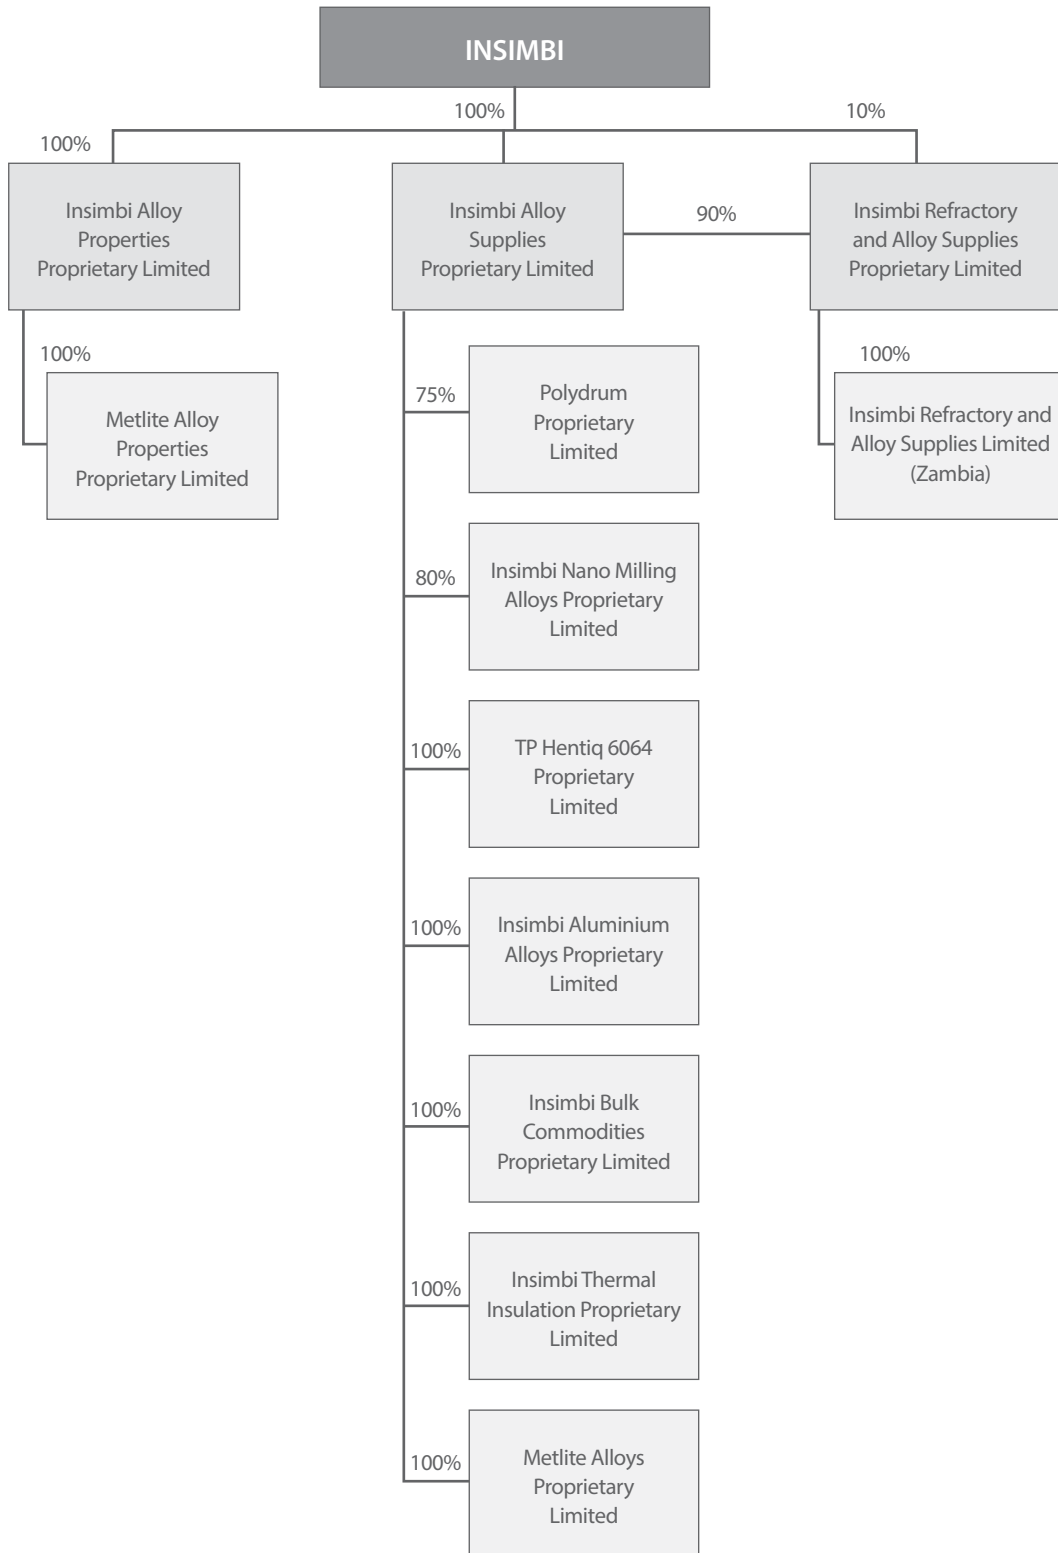 INSIMBI
100%
10%
100%
Insimbi Alloy
Properties
Proprietary Limited
Insimbi Alloy
Supplies
Proprietary Limited
90%
Insimbi Refractory
and Alloy Supplies
Proprietary Limited
100%
Metlite Alloy
Properties
Proprietary Limited
100%
Insimbi Refractory and
Alloy Supplies Limited
(Zambia)
75%
Polydrum
Proprietary
Limited
80%
Insimbi Nano Milling
Alloys Proprietary
Limited
100%
TP Hentiq 6064
Proprietary
Limited
100%
Insimbi Aluminium
Alloys Proprietary
Limited
100%
Insimbi Bulk
Commodities
Proprietary Limited
100%
Insimbi Thermal
Insulation Proprietary
Limited
100%
Metlite Alloys
Proprietary
Limited